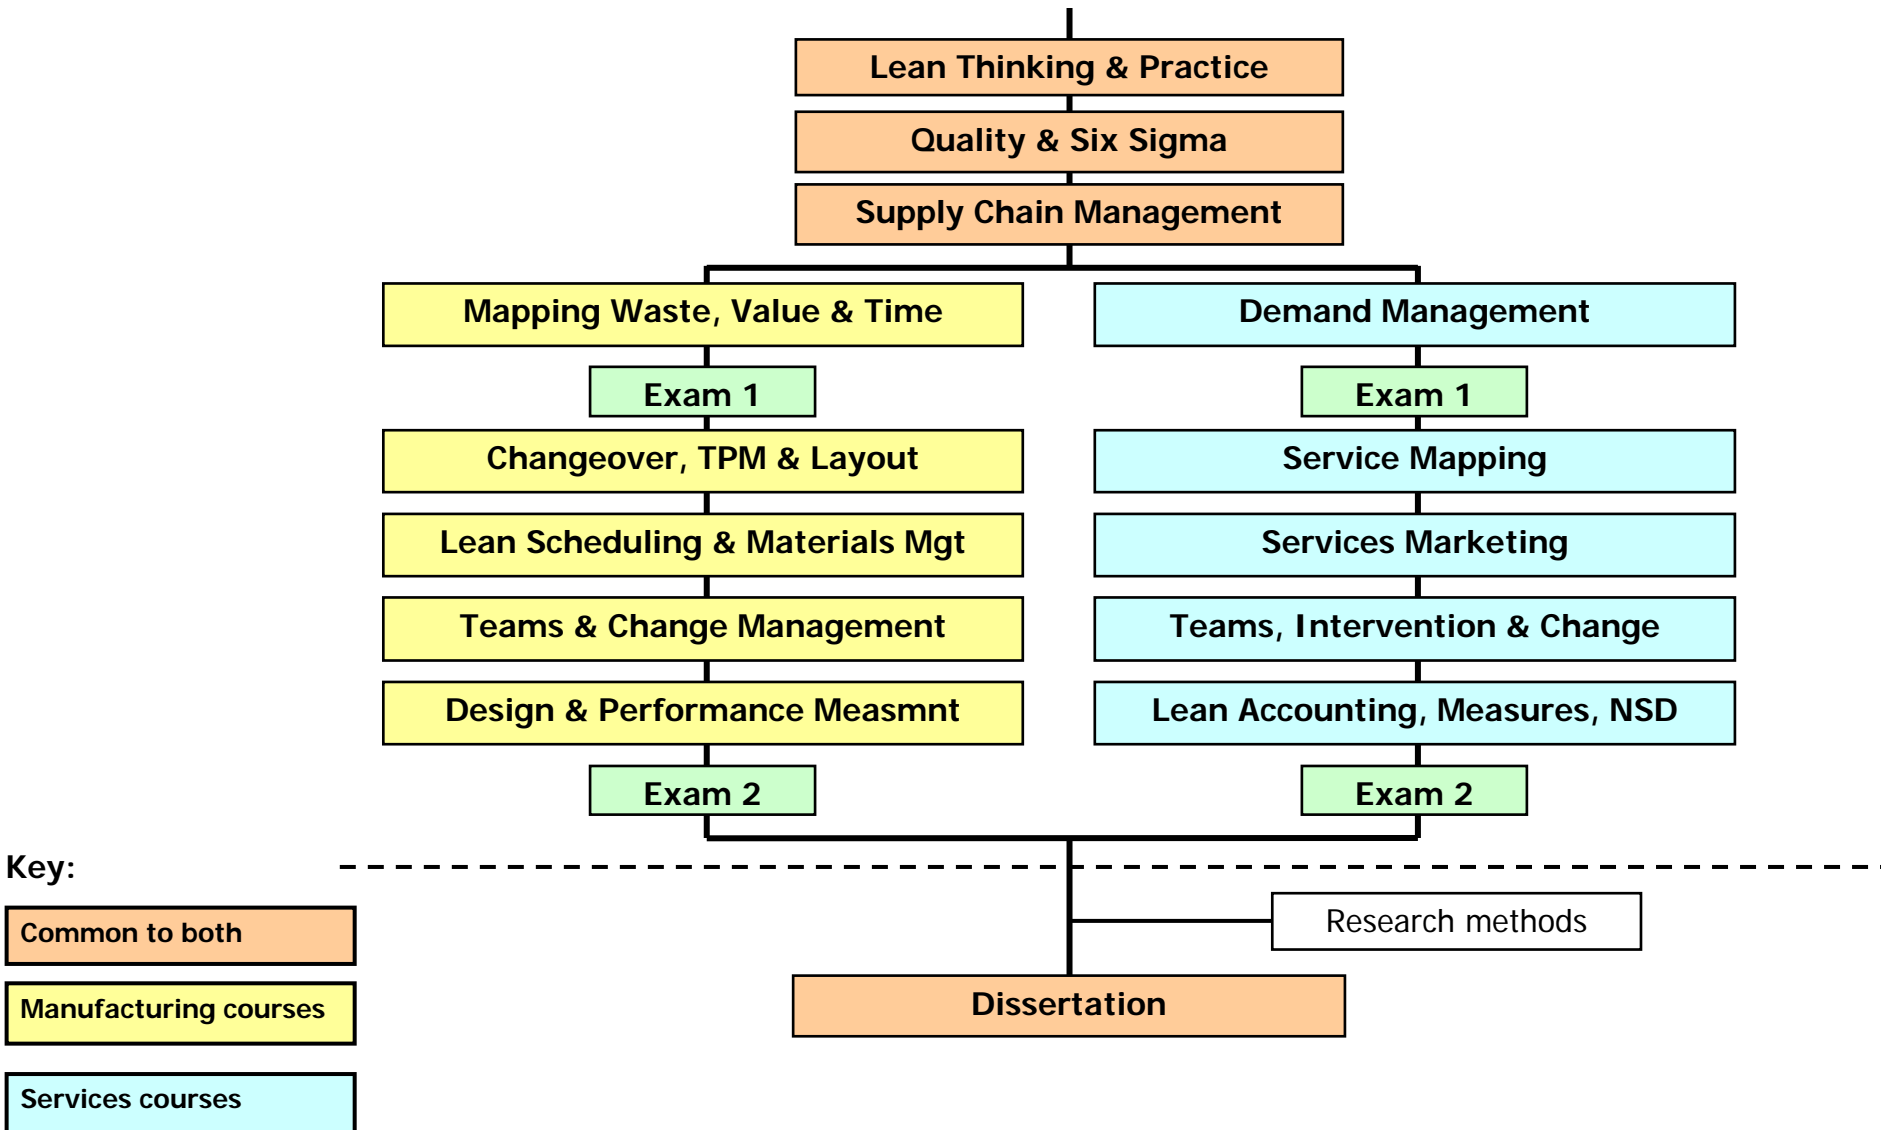 Lean Thinking & Practice
Quality & Six Sigma
Supply Chain Management
Mapping Waste, Value & Time
Demand Management
Exam 1
Exam 1
Changeover, TPM & Layout
Service Mapping
Lean Scheduling & Materials Mgt
Services Marketing
Teams & Change Management
Teams, Intervention & Change
Design & Performance Measmnt
Lean Accounting, Measures, NSD
Exam 2
Exam 2
Key:
Research methods
Common to both
Dissertation
Manufacturing courses
Services courses